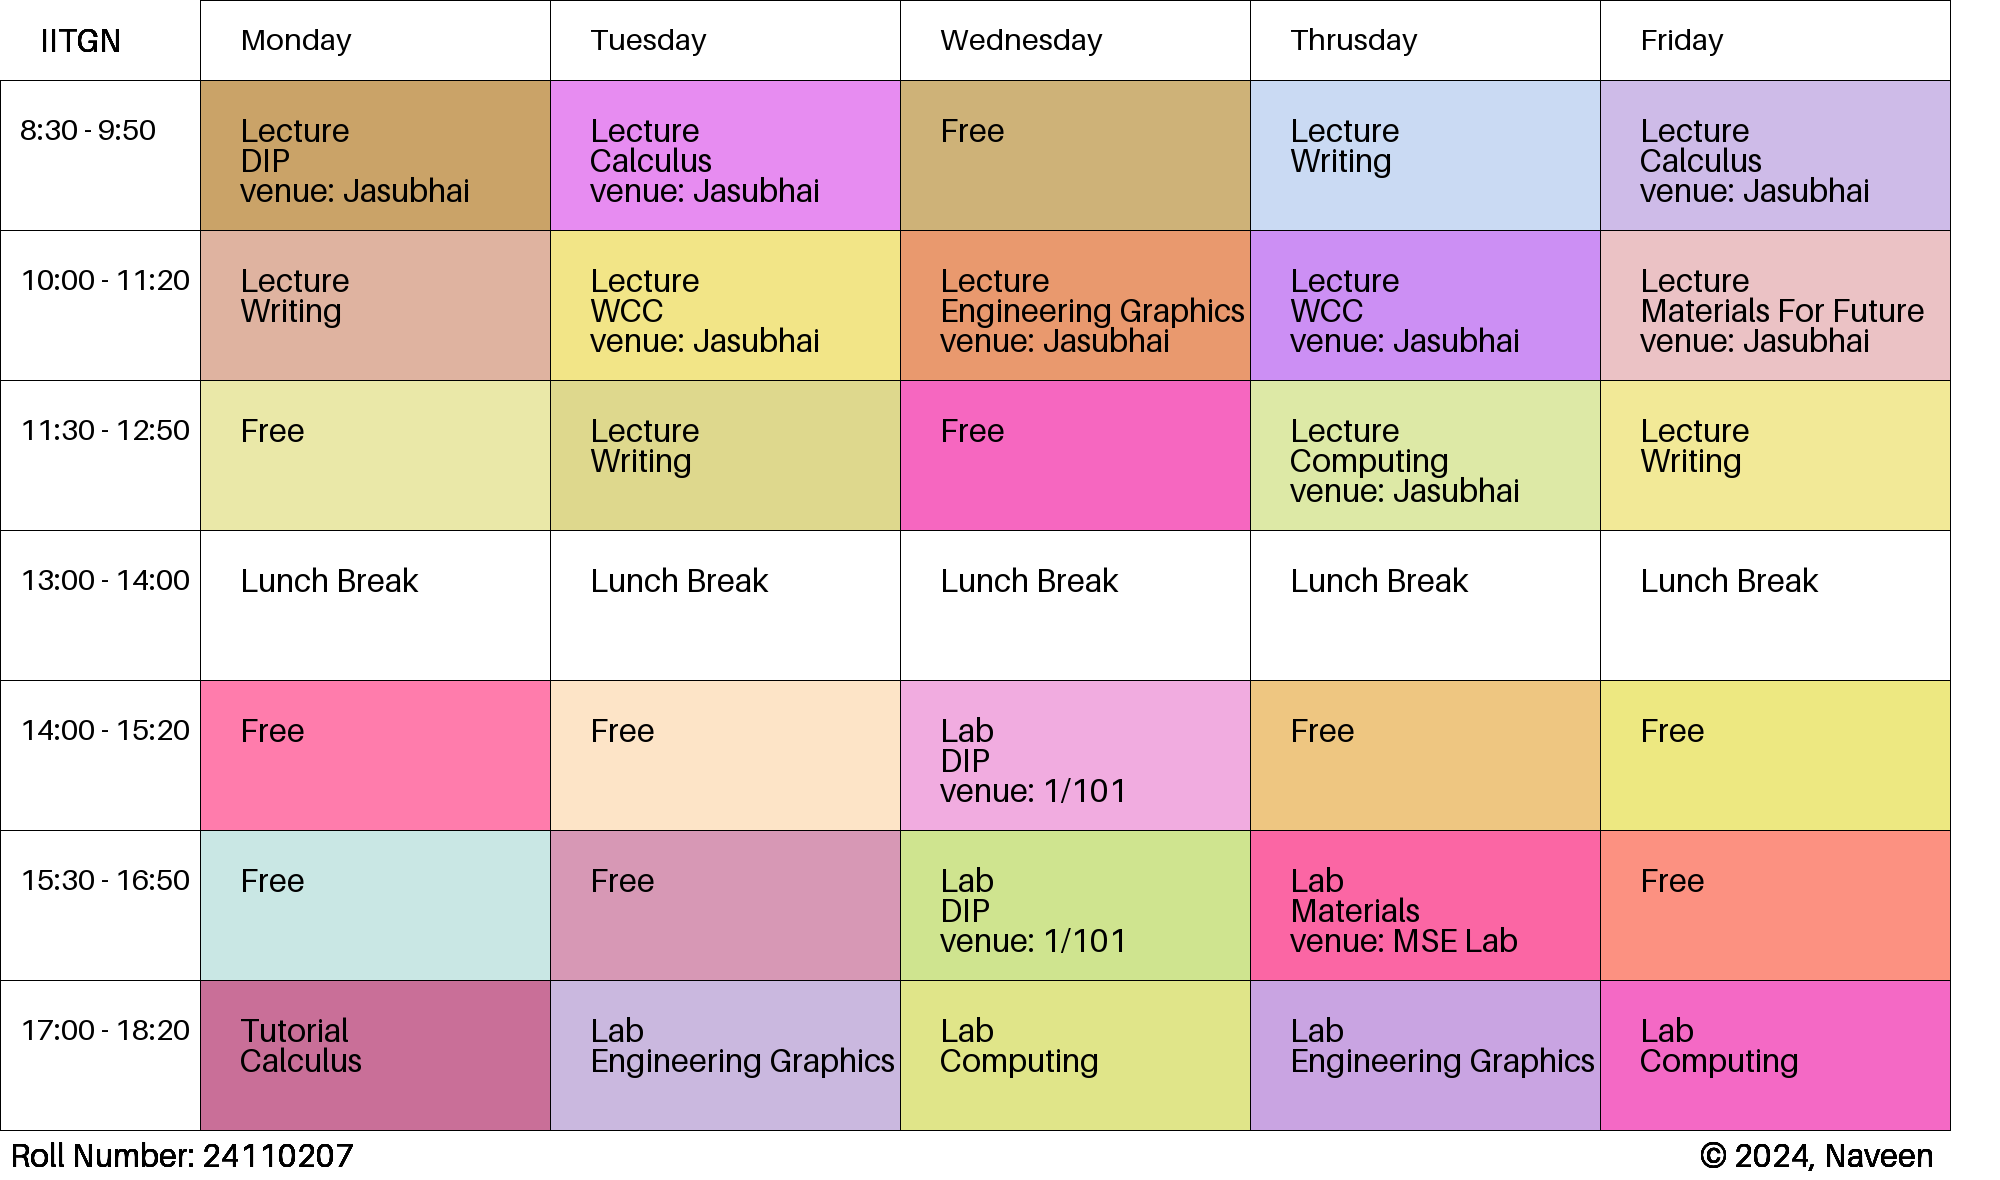 IITGN
Monday
Tuesday
Wednesday
Thrusday
Friday
8:30 - 9:50
Lecture
DIP
venue: Jasubhai
Lecture
Calculus
venue: Jasubhai
Free
Lecture
Writing
Lecture
Calculus
venue: Jasubhai
10:00 - 11:20
Lecture
Writing
Lecture
WCC
venue: Jasubhai
Lecture
Engineering Graphics
venue: Jasubhai
Lecture
WCC
venue: Jasubhai
Lecture
Materials For Future
venue: Jasubhai
11:30 - 12:50
Free
Lecture
Writing
Free
Lecture
Computing
venue: Jasubhai
Lecture
Writing
13:00 - 14:00
Lunch Break
Lunch Break
Lunch Break
Lunch Break
Lunch Break
14:00 - 15:20
Free
Free
Lab
DIP
venue: 1/101
Free
Free
15:30 - 16:50
Free
Free
Lab
DIP
venue: 1/101
Lab
Materials
venue: MSE Lab
Free
17:00 - 18:20
Tutorial
Calculus
Lab
Engineering Graphics
Lab
Computing
Lab
Engineering Graphics
Lab
Computing
Roll Number: 24110207
© 2024, Naveen